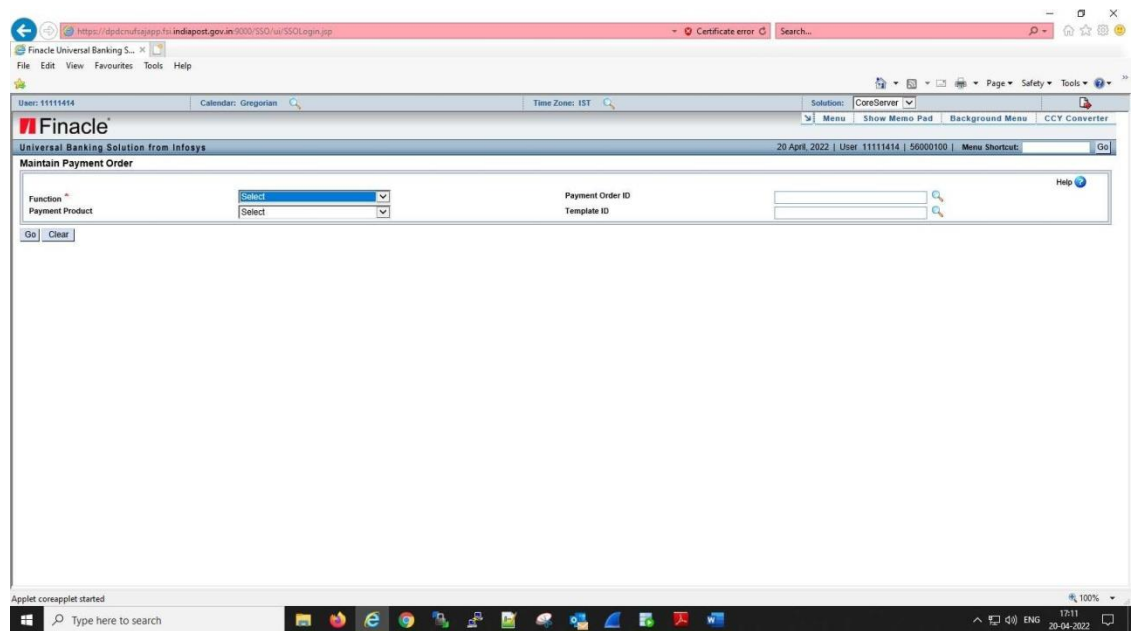 https://dpdcnufsajapp.fsi.indiapost.gov.in:9000/SSO/ui/SSOLogin.jsp
Certificate error
Search...
Finacle Universal Banking S...
File Edit View Favourites Tools Help
Page Safety Tools
User: 11111414 Calendar: Gregorian Time Zone: IST Solution: CoreServer
Finacle
Menu Show Memo Pad Background Menu CCY Converter
Universal Banking Solution from Infosys 20 April, 2022 | User 11111414 | 56000100 | Menu Shortcut: Go
Maintain Payment Order
Help
Function * Select Payment Order ID
Payment Product Select Template ID
Go Clear
Applet coreapplet started 100%
Type here to search
ENG
17:11
20-04-2022